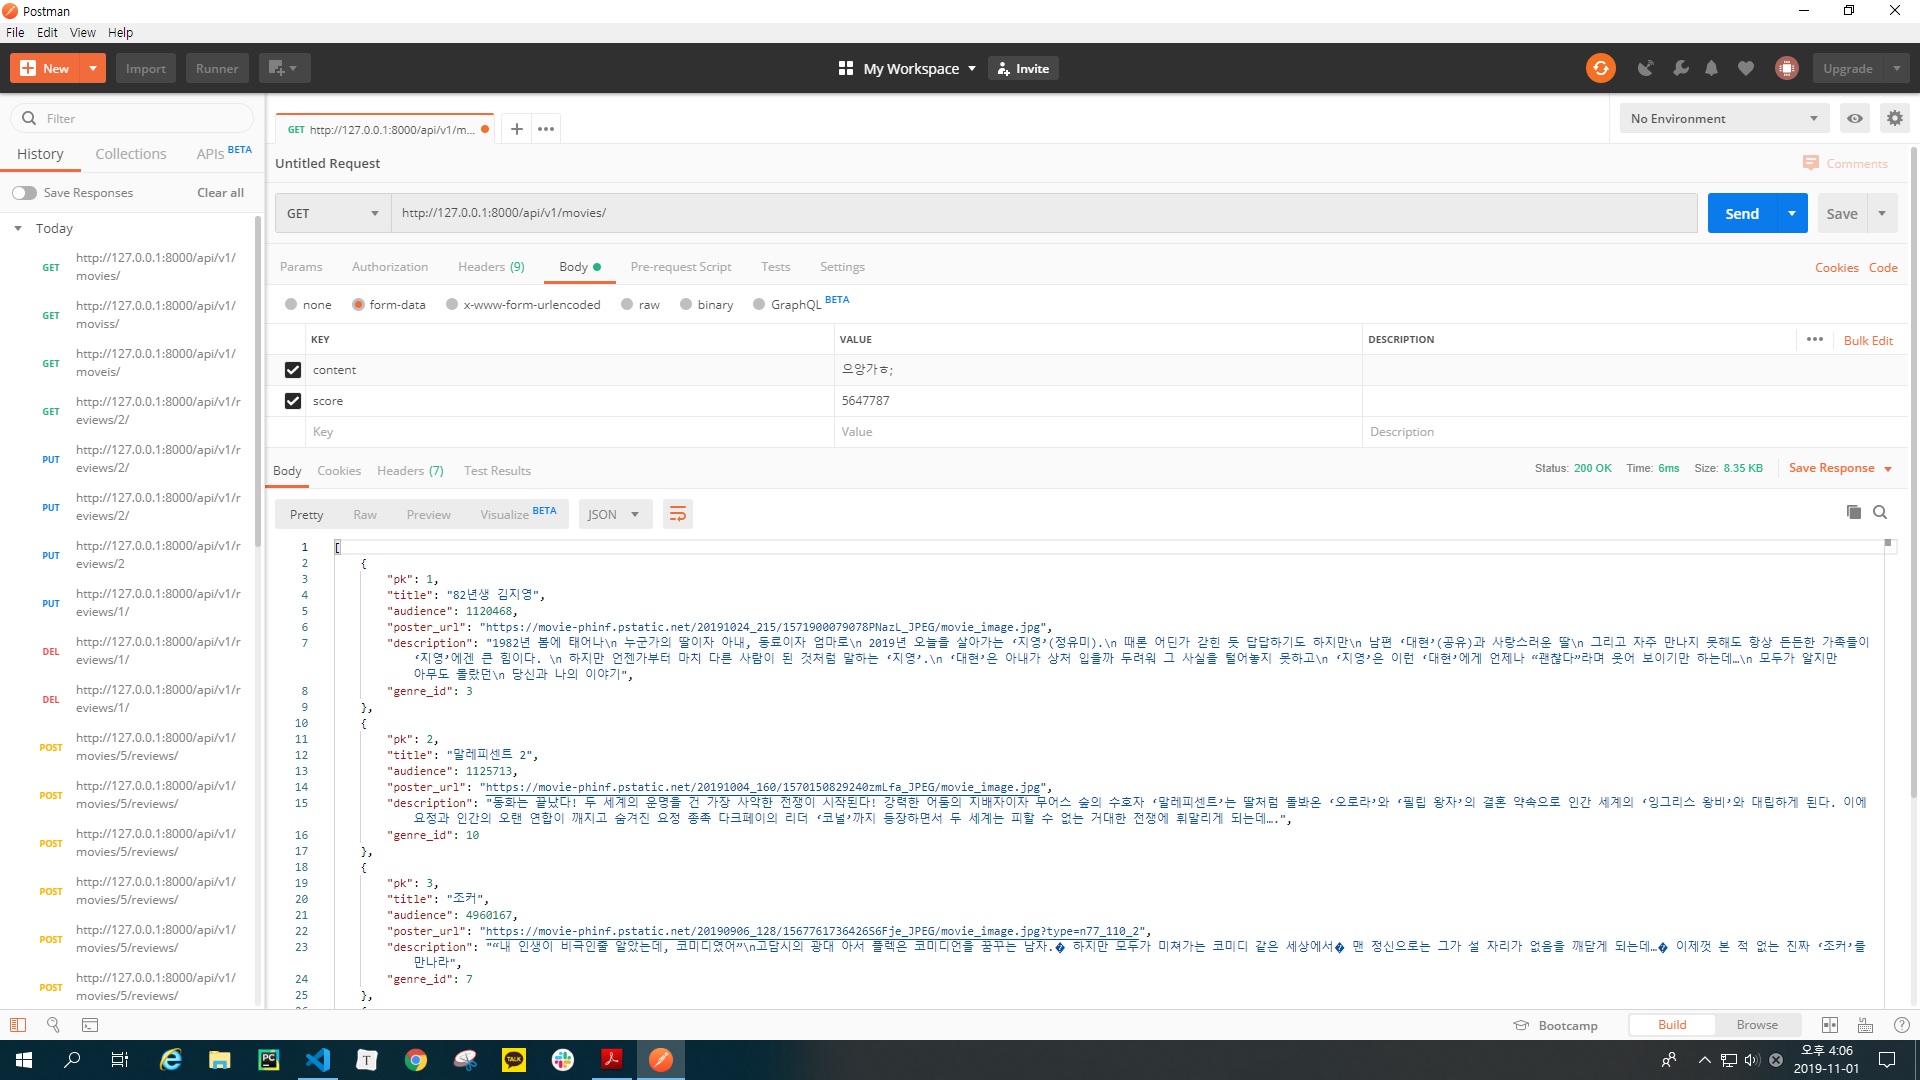 Postman
File Edit View Help
New Import Runner My Workspace Invite Upgrade
Filter
History Collections APIs BETA
Save Responses Clear all
Today
GET http://127.0.0.1:8000/api/v1/
movies/
GET http://127.0.0.1:8000/api/v1/
moviss/
GET http://127.0.0.1:8000/api/v1/
moveis/
GET http://127.0.0.1:8000/api/v1/r
eviews/2/
PUT http://127.0.0.1:8000/api/v1/r
eviews/2/
PUT http://127.0.0.1:8000/api/v1/r
eviews/2/
PUT http://127.0.0.1:8000/api/v1/r
eviews/2
PUT http://127.0.0.1:8000/api/v1/r
eviews/1/
DEL http://127.0.0.1:8000/api/v1/r
eviews/1/
DEL http://127.0.0.1:8000/api/v1/r
eviews/1/
POST http://127.0.0.1:8000/api/v1/
movies/5/reviews/
POST http://127.0.0.1:8000/api/v1/
movies/5/reviews/
POST http://127.0.0.1:8000/api/v1/
movies/5/reviews/
POST http://127.0.0.1:8000/api/v1/
movies/5/reviews/
POST http://127.0.0.1:8000/api/v1/
movies/5/reviews/
POST http://127.0.0.1:8000/api/v1/
movies/5/reviews/
GET http://127.0.0.1:8000/api/v1/m... No Environment
Untitled Request Comments
GET http://127.0.0.1:8000/api/v1/movies/ Send Save
Params Authorization Headers (9) Body Pre-request Script Tests Settings Cookies Code
none form-data x-www-form-urlencoded raw binary GraphQL BETA
KEY VALUE DESCRIPTION Bulk Edit
content 으앙가ㅎ;
score 5647787
Key Value Description
Body Cookies Headers (7) Test Results Status: 200 OK Time: 6ms Size: 8.35 KB Save Response
Pretty Raw Preview Visualize BETA JSON
1 [
2 {
3 "pk": 1,
4 "title": "82년생 김지영",
5 "audience": 1120468,
6 "poster_url": "https://movie-phinf.pstatic.net/20191024_215/1571900079078PNazL_JPEG/movie_image.jpg",
7 "description": "1982년 봄에 태어나\n 누군가의 딸이자 아내, 동료이자 엄마로\n 2019년 오늘을 살아가는 ‘지영’(정유미).\n 때론 어딘가 갇힌 듯 답답하기도 하지만\n 남편 ‘대현’(공유)과 사랑스러운 딸\n 그리고 자주 만나지 못해도 항상 든든한 가족들이
‘지영’에겐 큰 힘이다. \n 하지만 언젠가부터 마치 다른 사람이 된 것처럼 말하는 ‘지영’.\n ‘대현’은 아내가 상처 입을까 두려워 그 사실을 털어놓지 못하고\n ‘지영’은 이런 ‘대현’에게 언제나 “괜찮다”라며 웃어 보이기만 하는데…\n 모두가 알지만
아무도 몰랐던\n 당신과 나의 이야기",
8 "genre_id": 3
9 },
10 {
11 "pk": 2,
12 "title": "말레피센트 2",
13 "audience": 1125713,
14 "poster_url": "https://movie-phinf.pstatic.net/20191004_160/1570150829240zmLfa_JPEG/movie_image.jpg",
15 "description": "동화는 끝났다! 두 세계의 운명을 건 가장 사악한 전쟁이 시작된다! 강력한 어둠의 지배자이자 무어스 숲의 수호자 ‘말레피센트’는 딸처럼 돌봐온 ‘오로라’와 ‘필립 왕자’의 결혼 약속으로 인간 세계의 ‘잉그리스 왕비’와 대립하게 된다. 이에
요정과 인간의 오랜 연합이 깨지고 숨겨진 요정 종족 다크페이의 리더 ‘코널’까지 등장하면서 두 세계는 피할 수 없는 거대한 전쟁에 휘말리게 되는데….",
16 "genre_id": 10
17 },
18 {
19 "pk": 3,
20 "title": "조커",
21 "audience": 4960167,
22 "poster_url": "https://movie-phinf.pstatic.net/20190906_128/1567761736426S6Fje_JPEG/movie_image.jpg?type=n77_110_2",
23 "description": "“내 인생이 비극인줄 알았는데, 코미디였어”\n고담시의 광대 아서 플렉은 코미디언을 꿈꾸는 남자.� 하지만 모두가 미쳐가는 코미디 같은 세상에서� 맨 정신으로는 그가 설 자리가 없음을 깨닫게 되는데…� 이제껏 본 적 없는 진짜 ‘조커’를
만나라",
24 "genre_id": 7
25 },
Bootcamp Build Browse
오후 4:06
2019-11-01